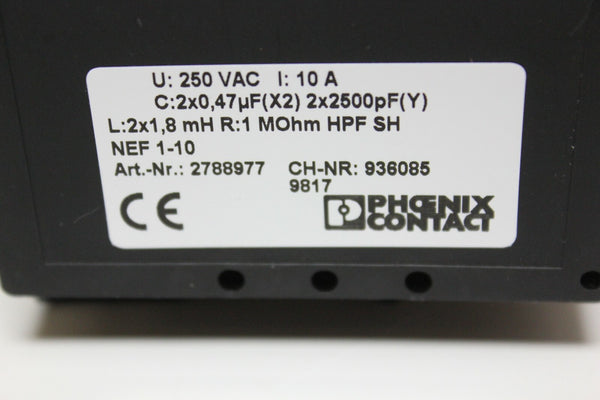 U: 250 VAC I: 10 A
C:2x0,47µF(X2) 2x2500pF(Y)
L:2x1,8 mH R:1 MOhm HPF SH
NEF 1-10
Art.-Nr.: 2788977 CH-NR: 936085
9817
CE
PHŒNIX
CONTACT